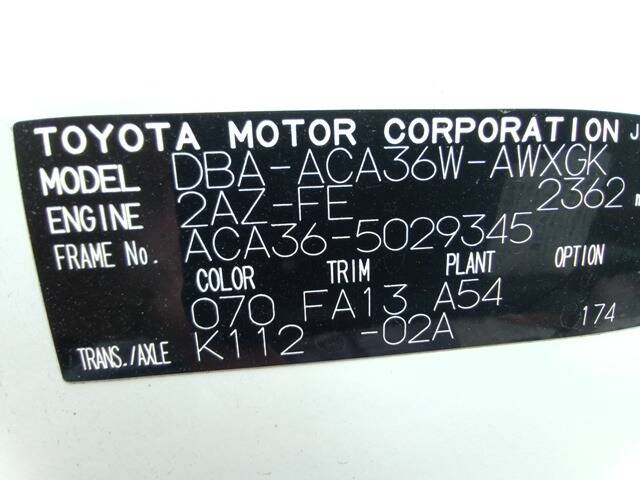 TOYOTA MOTOR CORPORATION J
MODEL DBA-ACA36W-AWXGK
ENGINE 2AZ-FE 2362 m
FRAME No. ACA36-5029345
COLOR TRIM PLANT OPTION
070 FA13 A54 174
TRANS./AXLE K112 -02A